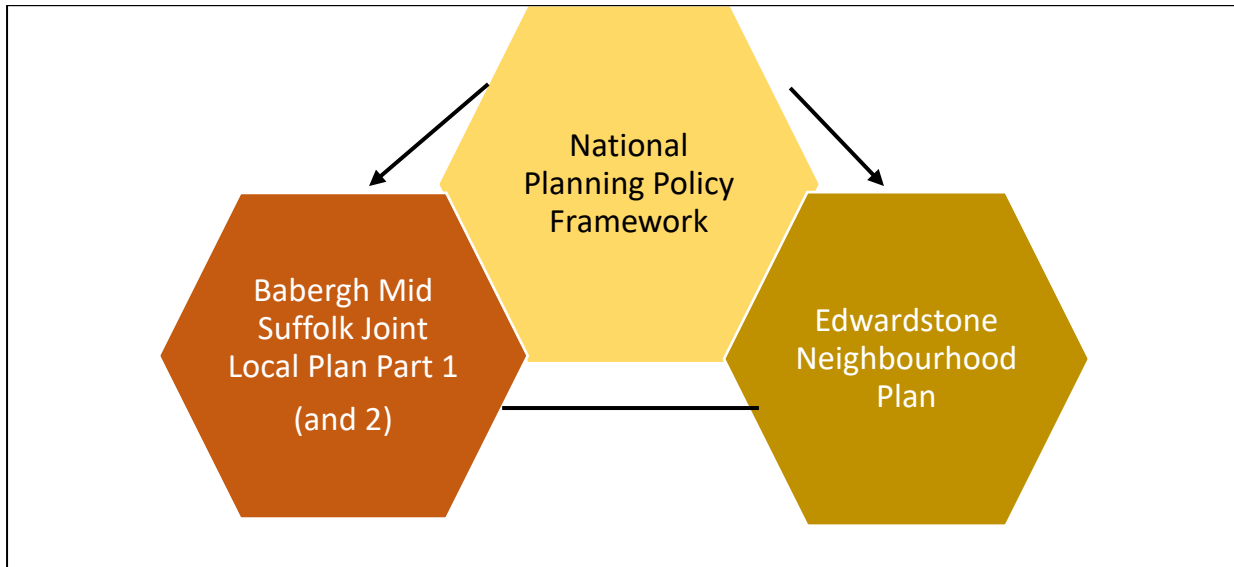 National
Planning Policy
Framework
Babergh Mid
Suffolk Joint
Local Plan Part 1
(and 2)
Edwardstone
Neighbourhood
Plan